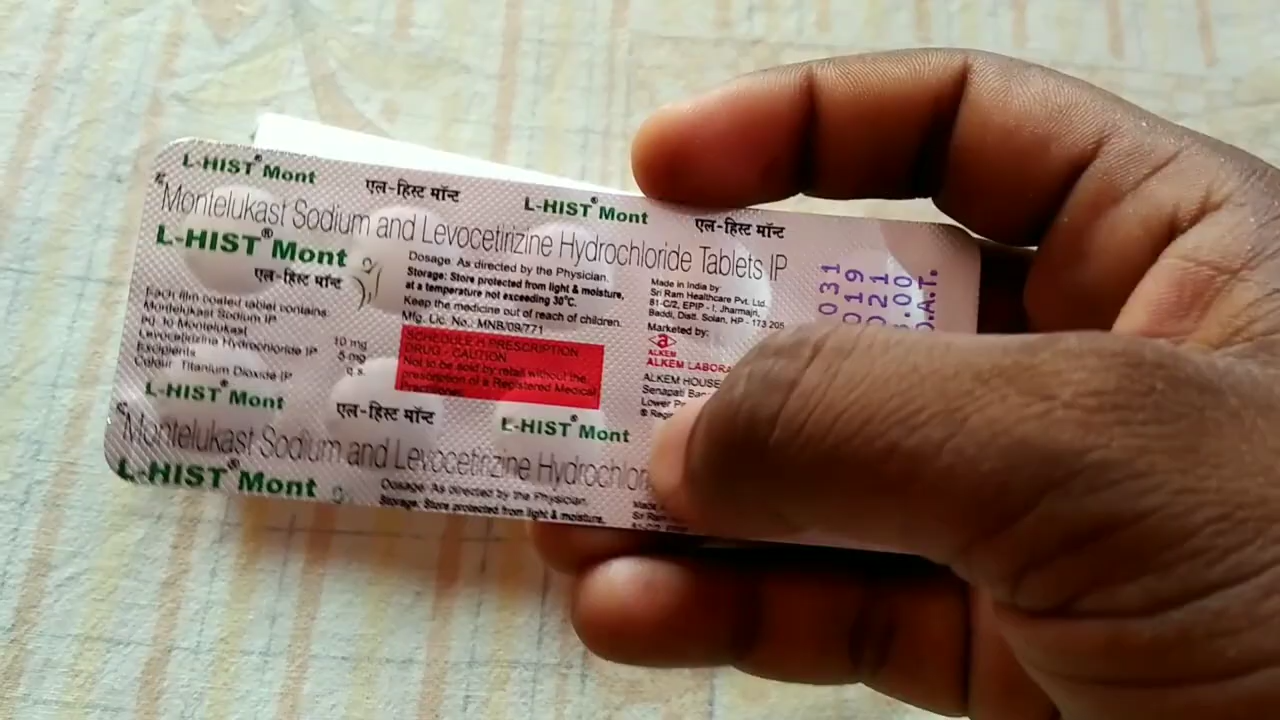 L-HIST® Mont
एल-हिस्ट मॉन्ट
L-HIST® Mont
एल-हिस्ट मॉन्ट
Montelukast Sodium and Levocetirizine Hydrochloride Tablets IP
L-HIST® Mont
एल-हिस्ट मॉन्ट
Each film coated tablet contains:
Montelukast Sodium IP
Eq. to Montelukast 10 mg
Levocetirizine Hydrochloride IP 5 mg
Excipients q.s.
Colour: Titanium Dioxide IP
Dosage: As directed by the Physician.
Storage: Store protected from light & moisture,
at a temperature not exceeding 30°C.
Keep the medicine out of reach of children.
Mfg. Lic. No.: MNB/09/771
SCHEDULE H PRESCRIPTION
DRUG - CAUTION
Not to be sold by retail without the
prescription of a Registered Medical
Practitioner.
Made in India by:
Sri Ram Healthcare Pvt. Ltd.
81-C/2, EPIP - I, Jharmajri,
Baddi, Distt. Solan, HP - 173 205
Marketed by:
ALKEM
ALKEM
ALKEM HOUSE
Senapati
Lower
031
019
021
.00
.A.T.
L-HIST® Mont
एल-हिस्ट मॉन्ट
L-HIST® Mont
Montelukast Sodium and Levocetirizine
L-HIST® Mont
Dosage: As directed by the Physician.
Storage: Store protected from light & moisture,
Sri Ram